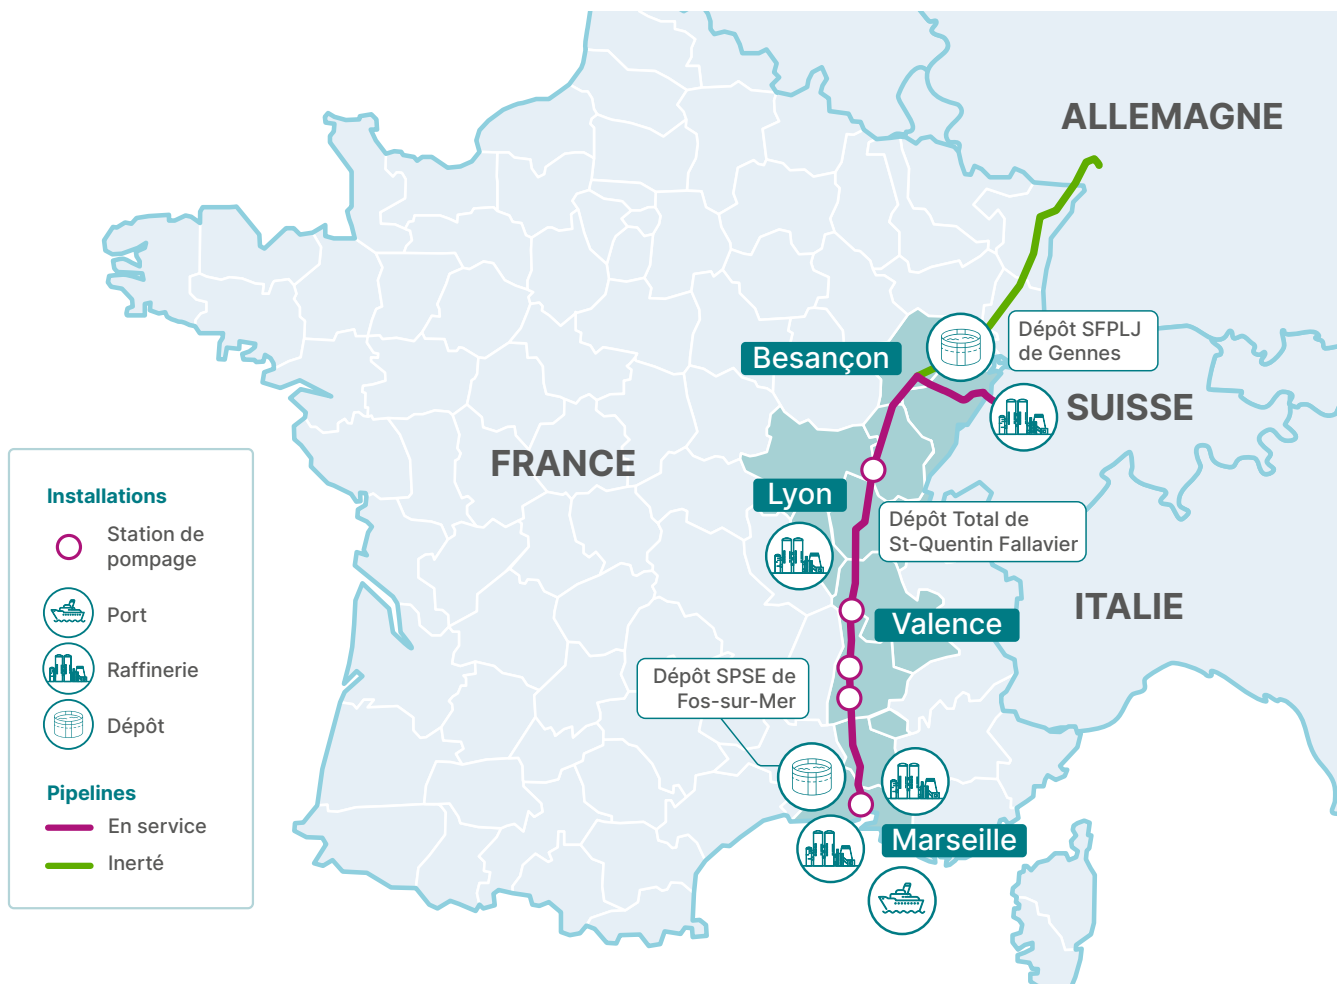 ALLEMAGNE
Dépôt SFPLJ
de Gennes
Besançon
SUISSE
FRANCE
Lyon
Dépôt Total de
St-Quentin Fallavier
ITALIE
Valence
Dépôt SPSE de
Fos-sur-Mer
Marseille
Installations
Station de
pompage
Port
Raffinerie
Dépôt
Pipelines
En service
Inerté